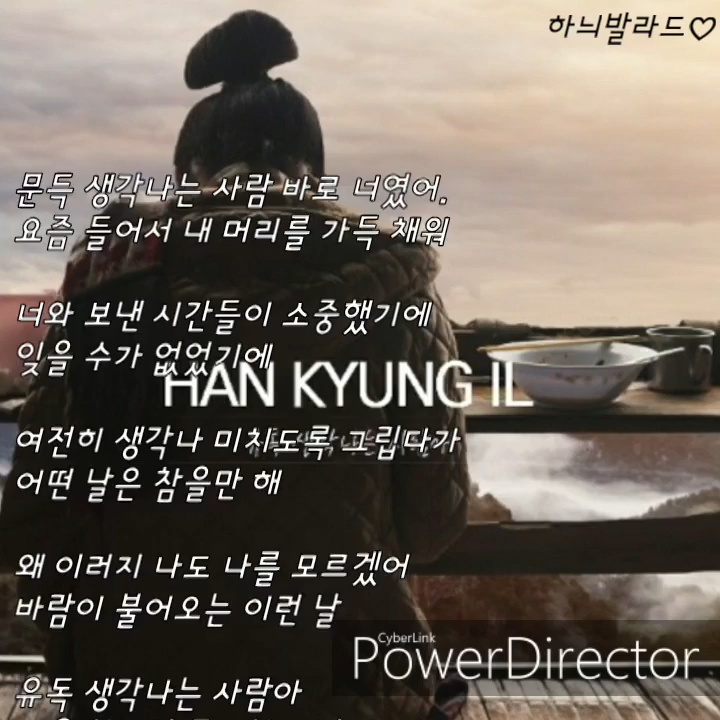 하늬발라드♡
문득 생각나는 사람 바로 너였어.
요즘 들어서 내 머리를 가득 채워
너와 보낸 시간들이 소중했기에
잊을 수가 없었기에
HAN KYUNG IL
여전히 생각나 미치도록 그립다가
어떤 날은 참을만 해
왜 이러지 나도 나를 모르겠어
바람이 불어오는 이런 날
CyberLink
PowerDirector
유독 생각나는 사람아